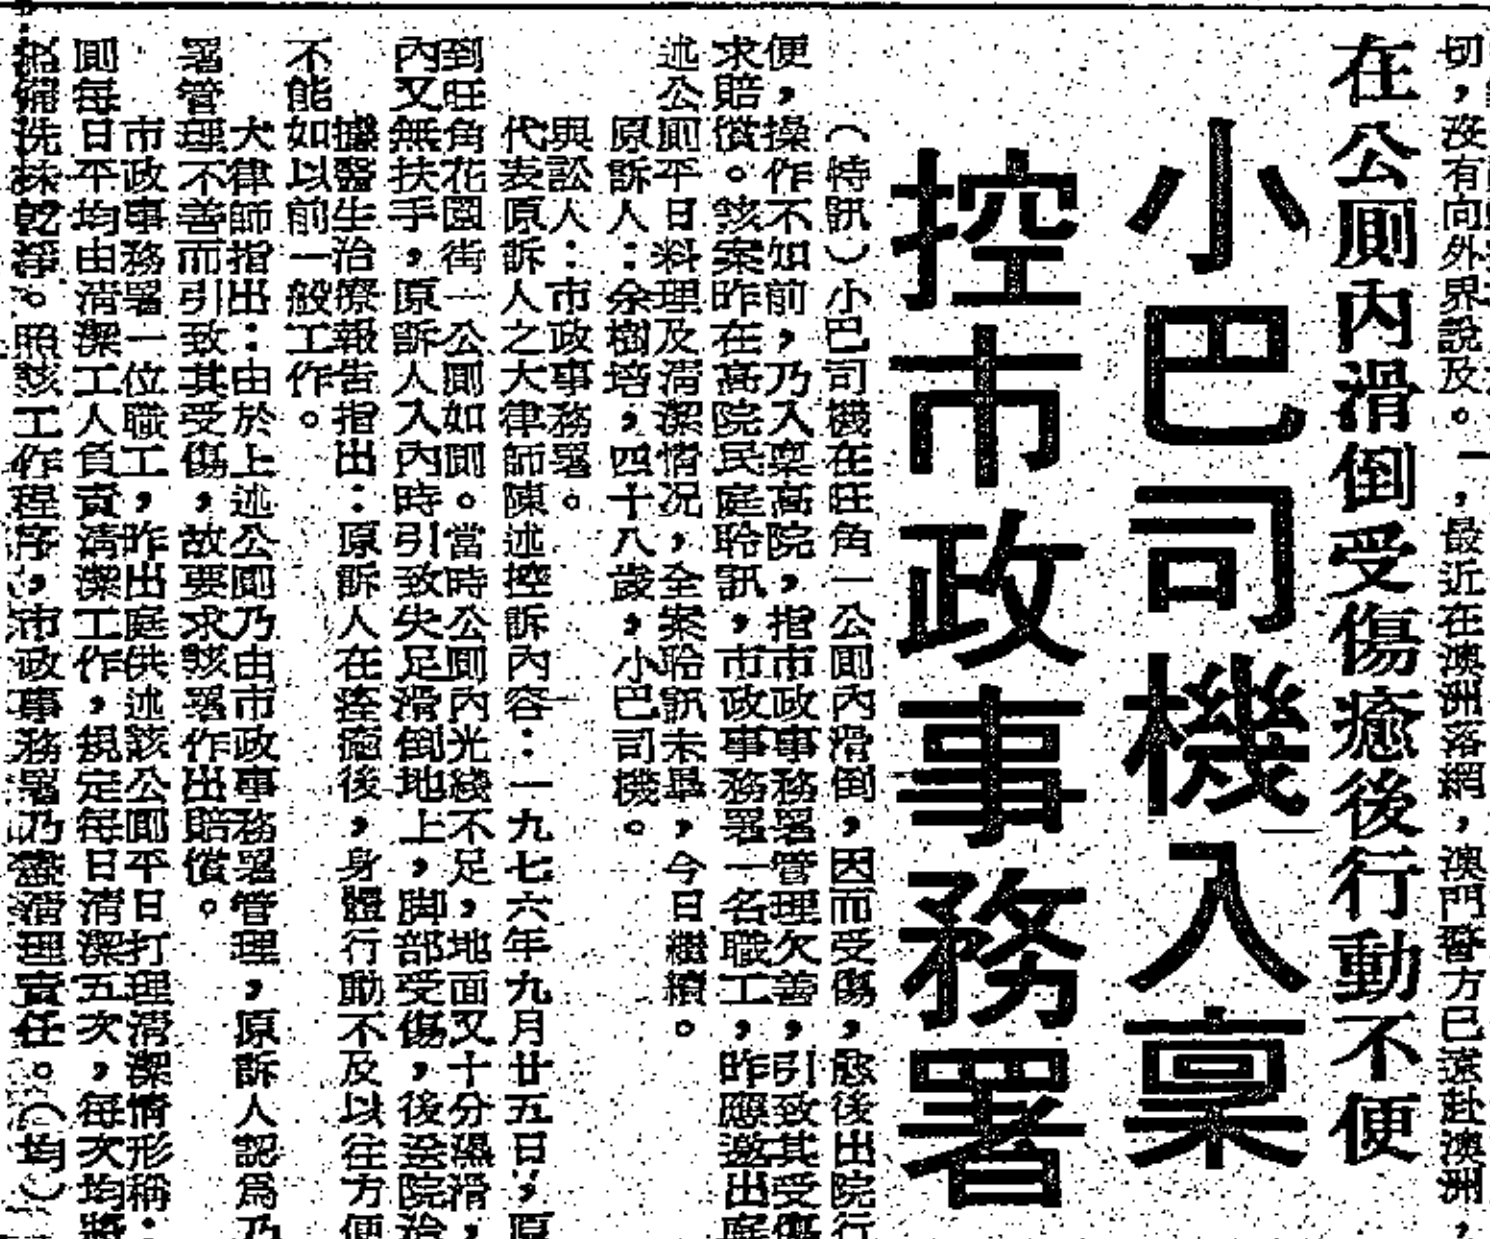 切，沒有向外界說及。一，最近在澳洲落網，澳門警方已遠赴澳洲，
在公厠內滑倒受傷癒後行動不便
小巴司機入稟
控市政事務署
（特訊）小巴司機在旺角一公厠內滑倒，因而受傷，愈後出院行
便，操作不如前，乃入稟高院，指市政事務署管理欠善，引致其受傷
求賠償。該案昨在高院民庭聆訊，市政事務署一名職工，昨應邀出庭
述公厠平日料理及清潔情况，全案聆訊未畢，今日繼續。
原訴人：余樹培，四十八歲，小巴司機。
與訟人：市政事務署。
代表原訴人之大律師陳述控訴內容：一九七六年九月廿五日，原
到旺角花園街一公厠如厠。當時公厠內光綫不足，地面又十分濕滑，
內又無扶手，原訴人入內時引致失足滑倒地上，脚部受傷，後送院治
據醫生治療報告指出：原訴人在痊癒後，身體行動不及以往方便
不能如以前一般工作。
大律師指出：由於上述公厠乃由市政事務署管理，原訴人認爲乃
署管理不善而引致其受傷，故要求該署作出賠償。
市政事務署一位職工，昨出庭供述該公厠平日打理清潔情形稱：
厠每日平均由清潔工人負責清潔工作，規定每日清潔五次，每次均將
洗抹乾淨。照該工作程序，市政事務署乃盡清理責任。（均）